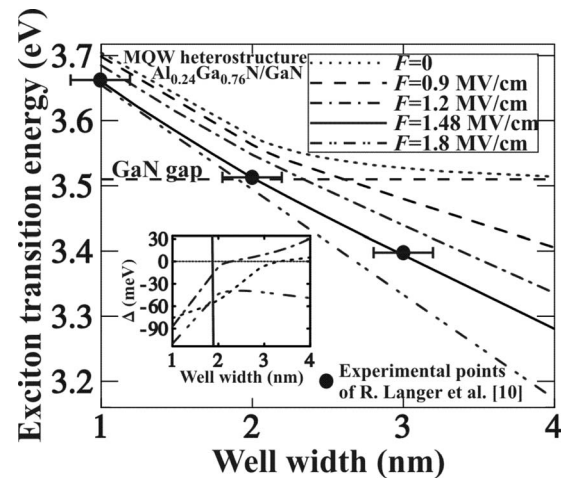 3.7
3.6
3.5
3.4
3.3
3.2
Exciton transition energy (eV)
MQW heterostructure
Al0.24Ga0.76N/GaN
F=0
F=0.9 MV/cm
F=1.2 MV/cm
F=1.48 MV/cm
F=1.8 MV/cm
GaN gap
30
0
-30
-60
-90
Δ (meV)
1 2 3 4
Well width (nm)
Experimental points
of R. Langer et al. [10]
1 2 3 4
Well width (nm)